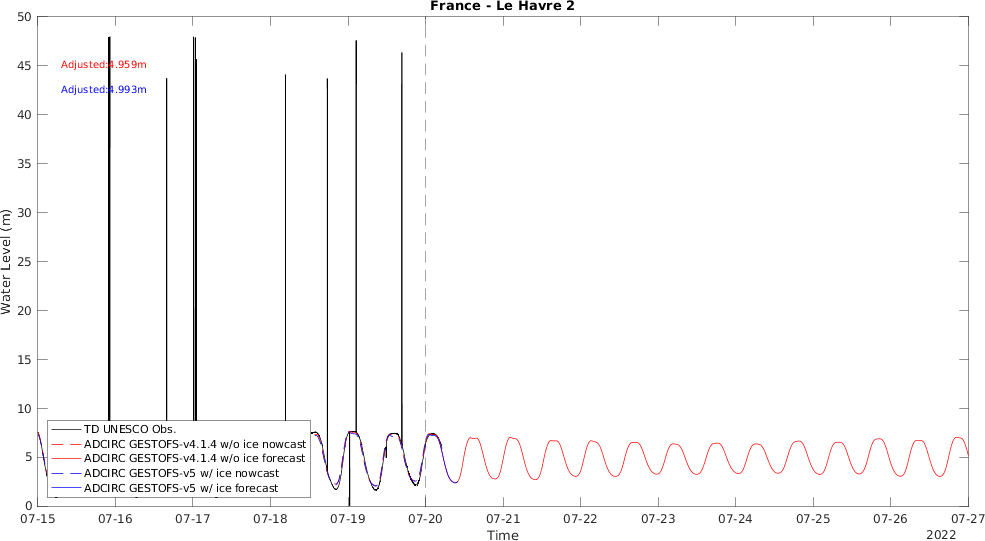 France - Le Havre 2
Water Level (m)
50
45
40
35
30
25
20
15
10
5
0
Adjusted:4.959m
Adjusted:4.993m
TD UNESCO Obs.
ADCIRC GESTOFS-v4.1.4 w/o ice nowcast
ADCIRC GESTOFS-v4.1.4 w/o ice forecast
ADCIRC GESTOFS-v5 w/ ice nowcast
ADCIRC GESTOFS-v5 w/ ice forecast
07-15 07-16 07-17 07-18 07-19 07-20 07-21 07-22 07-23 07-24 07-25 07-26 07-27
Time
2022